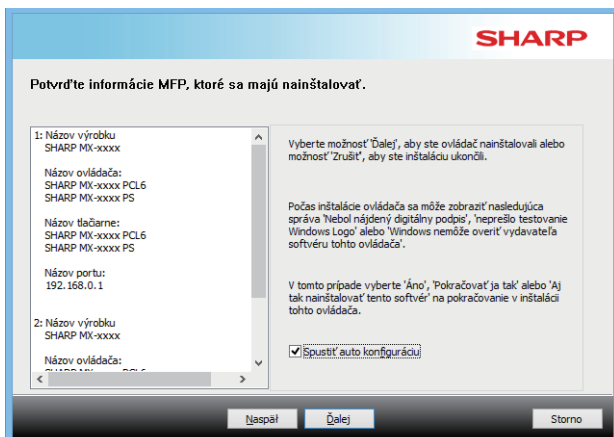 SHARP
Potvrďte informácie MFP, ktoré sa majú nainštalovať.
1: Názov výrobku
SHARP MX-xxxx
Názov ovládača:
SHARP MX-xxxx PCL6
SHARP MX-xxxx PS
Názov tlačiarne:
SHARP MX-xxxx PCL6
SHARP MX-xxxx PS
Názov portu:
192.168.0.1
2: Názov výrobku
SHARP MX-xxxx
Názov ovládača:
Vyberte možnosť 'Ďalej', aby ste ovládač nainštalovali alebo
možnosť 'Zrušiť', aby ste inštaláciu ukončili.
Počas inštalácie ovládača sa môže zobraziť nasledujúca
správa 'Nebol nájdený digitálny podpis', 'neprešlo testovanie
Windows Logo' alebo 'Windows nemôže overiť vydavateľa
softvéru tohto ovládača'.
V tomto prípade vyberte 'Áno', 'Pokračovať ja tak' alebo 'Aj
tak nainštalovať tento softvér' na pokračovanie v inštalácii
tohto ovládača.
Spustiť auto konfiguráciu
Naspäť
Ďalej
Storno